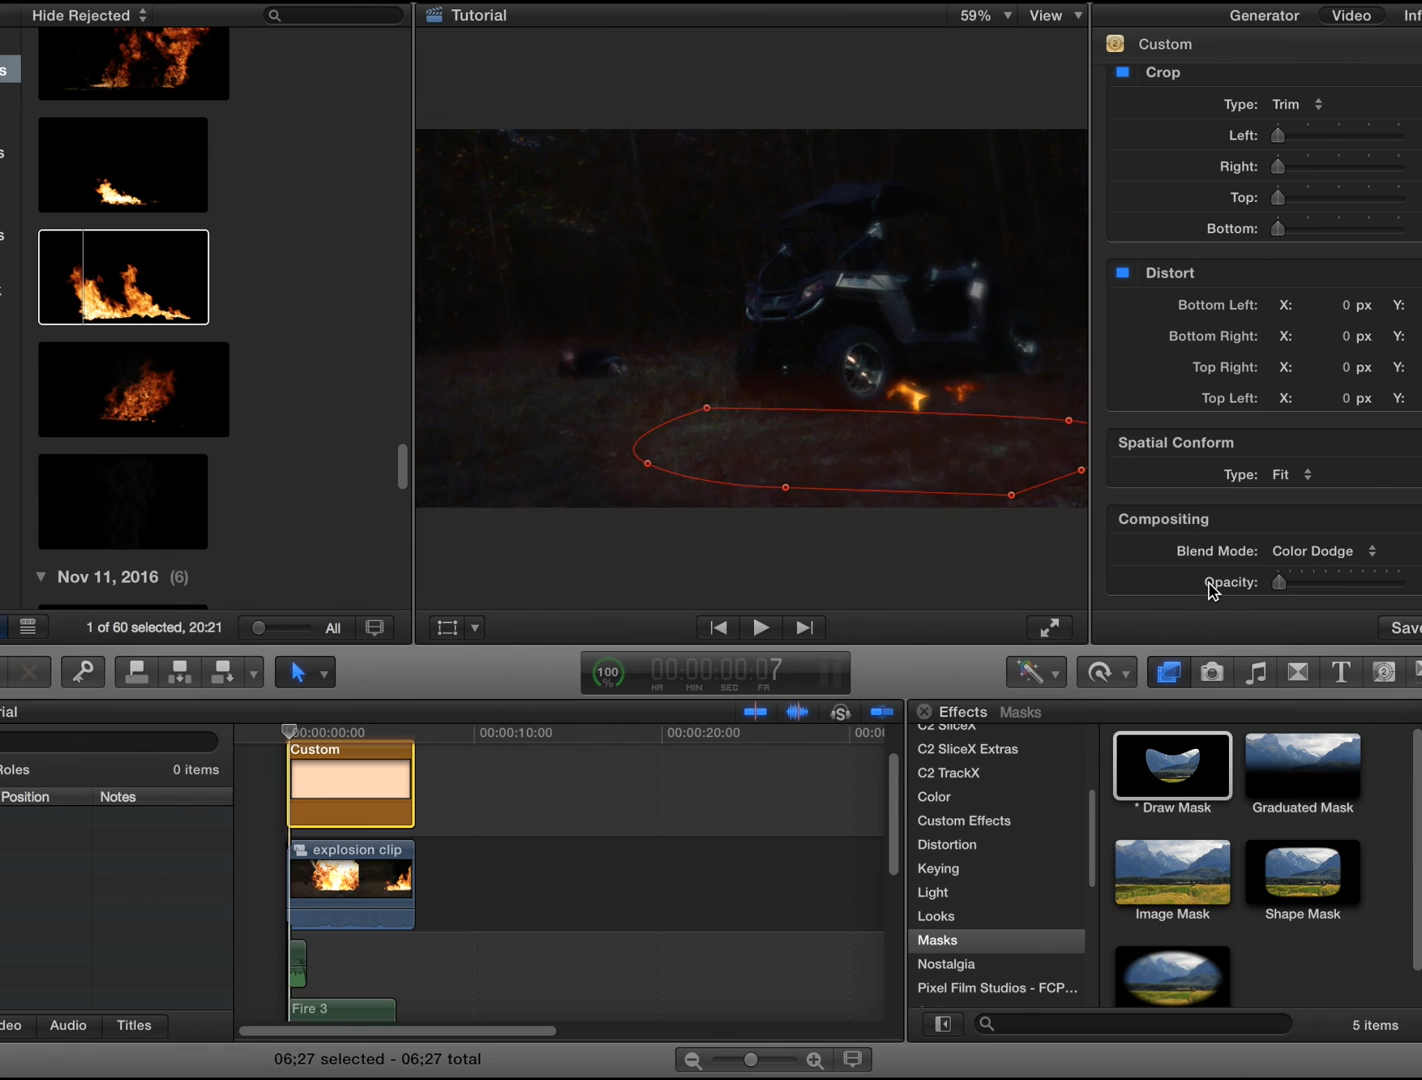 Hide Rejected
Tutorial
59%
View
Generator
Video
Custom
Crop
Type: Trim
Left:
Right:
Top:
Bottom:
Distort
Bottom Left: X: 0 px Y:
Bottom Right: X: 0 px Y:
Top Right: X: 0 px Y:
Top Left: X: 0 px Y:
Spatial Conform
Type: Fit
Compositing
Blend Mode: Color Dodge
Opacity:
Nov 11, 2016 (6)
1 of 60 selected, 20:21
All
100
%
00:00:00:07
HR MIN SEC FR
Effects Masks
00:00:00:00
00:00:10:00
00:00:20:00
Custom
explosion clip
Fire 3
0 items
Position
Notes
Audio
Titles
C2 SliceX
C2 SliceX Extras
C2 TrackX
Color
Custom Effects
Distortion
Keying
Light
Looks
Masks
Nostalgia
Pixel Film Studios - FCP...
* Draw Mask
Graduated Mask
Image Mask
Shape Mask
5 items
06;27 selected - 06;27 total